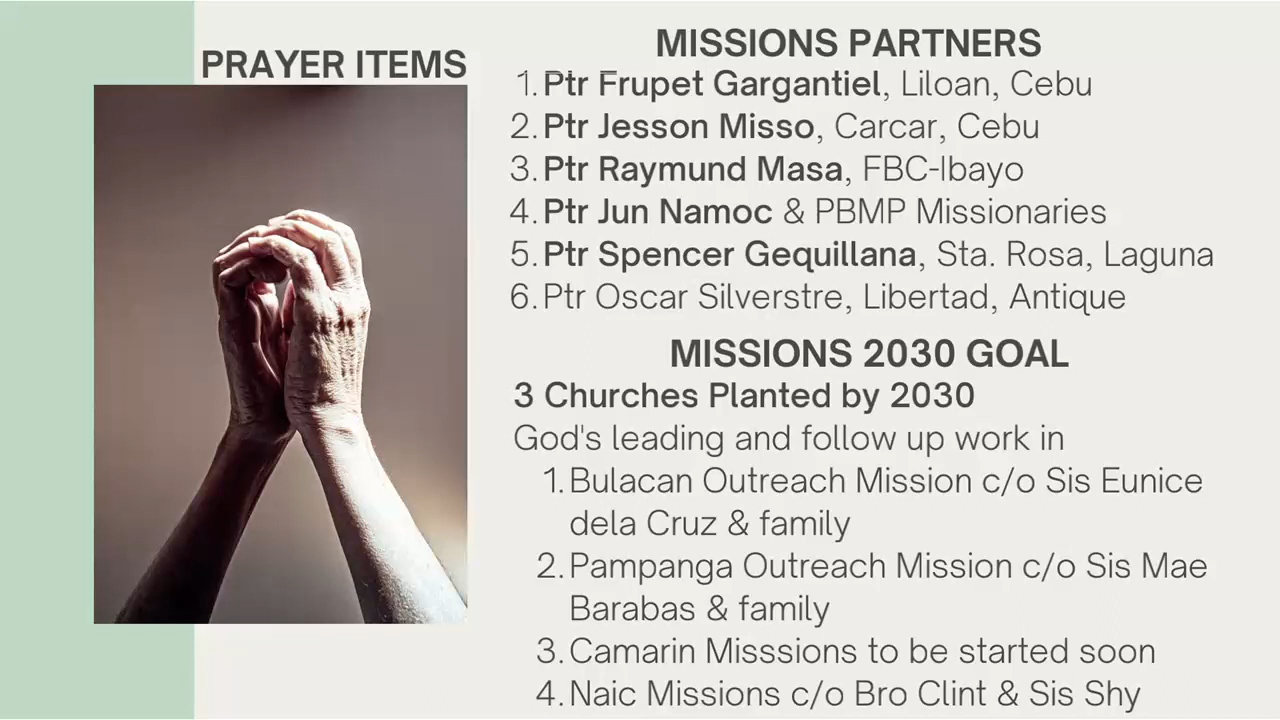 PRAYER ITEMS
MISSIONS PARTNERS
1. Ptr Frupet Gargantiel, Liloan, Cebu
2. Ptr Jesson Misso, Carcar, Cebu
3. Ptr Raymund Masa, FBC-Ibayo
4. Ptr Jun Namoc & PBMP Missionaries
5. Ptr Spencer Gequillana, Sta. Rosa, Laguna
6. Ptr Oscar Silverstre, Libertad, Antique
MISSIONS 2030 GOAL
3 Churches Planted by 2030
God's leading and follow up work in
1. Bulacan Outreach Mission c/o Sis Eunice
dela Cruz & family
2. Pampanga Outreach Mission c/o Sis Mae
Barabas & family
3. Camarin Misssions to be started soon
4. Naic Missions c/o Bro Clint & Sis Shy